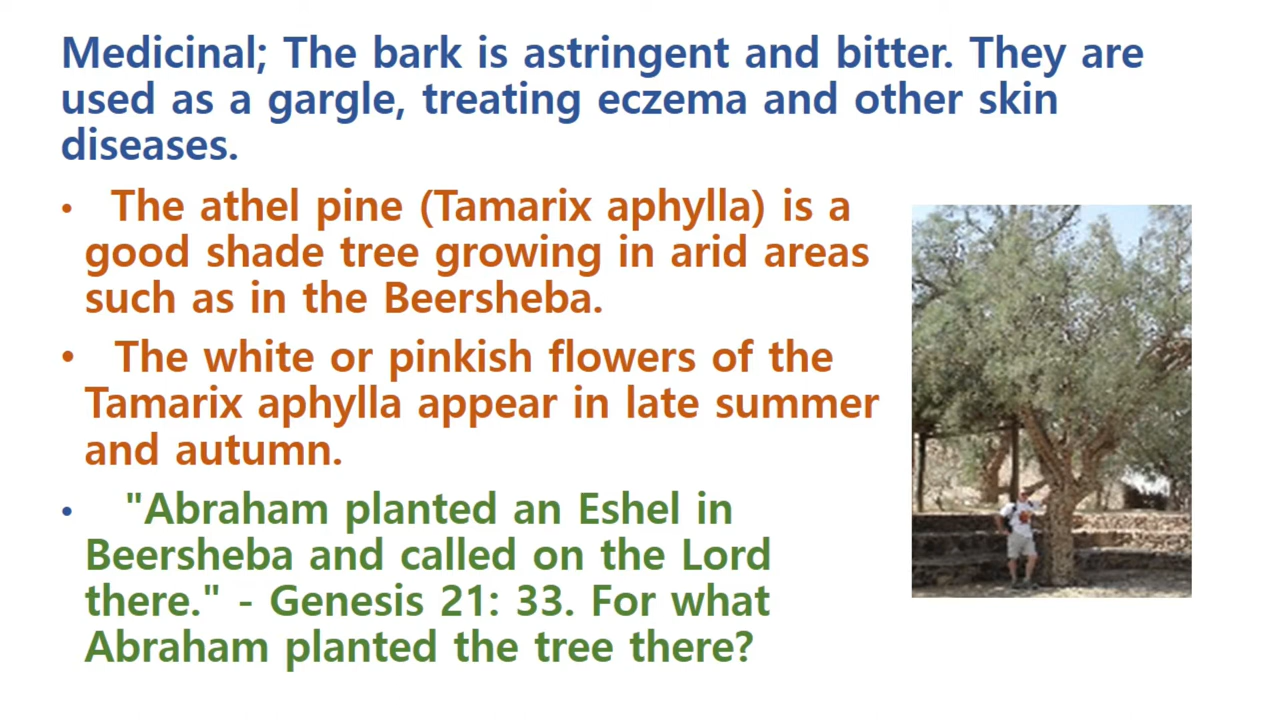 Medicinal; The bark is astringent and bitter. They are
used as a gargle, treating eczema and other skin
diseases.
• The athel pine (Tamarix aphylla) is a
good shade tree growing in arid areas
such as in the Beersheba.
• The white or pinkish flowers of the
Tamarix aphylla appear in late summer
and autumn.
• "Abraham planted an Eshel in
Beersheba and called on the Lord
there." - Genesis 21: 33. For what
Abraham planted the tree there?